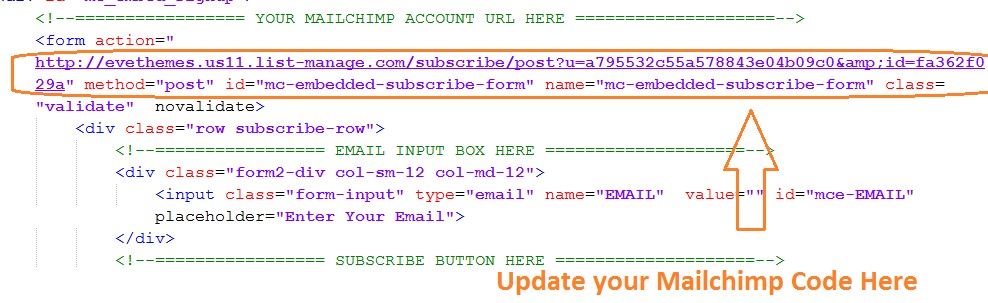 <!--================= YOUR MAILCHIMP ACCOUNT URL HERE ====================-->
<form action="
http://evethemes.us11.list-manage.com/subscribe/post?u=a795532c55a578843e04b09c0&amp;id=fa362f0
29a" method="post" id="mc-embedded-subscribe-form" name="mc-embedded-subscribe-form" class=
"validate"  novalidate>
<div class="row subscribe-row">
<!--================= EMAIL INPUT BOX HERE ====================-->
<div class="form2-div col-sm-12 col-md-12">
<input class="form-input" type="email" name="EMAIL"  value="" id="mce-EMAIL"
placeholder="Enter Your Email">
</div>
<!--================= SUBSCRIBE BUTTON HERE ====================-->
Update your Mailchimp Code Here